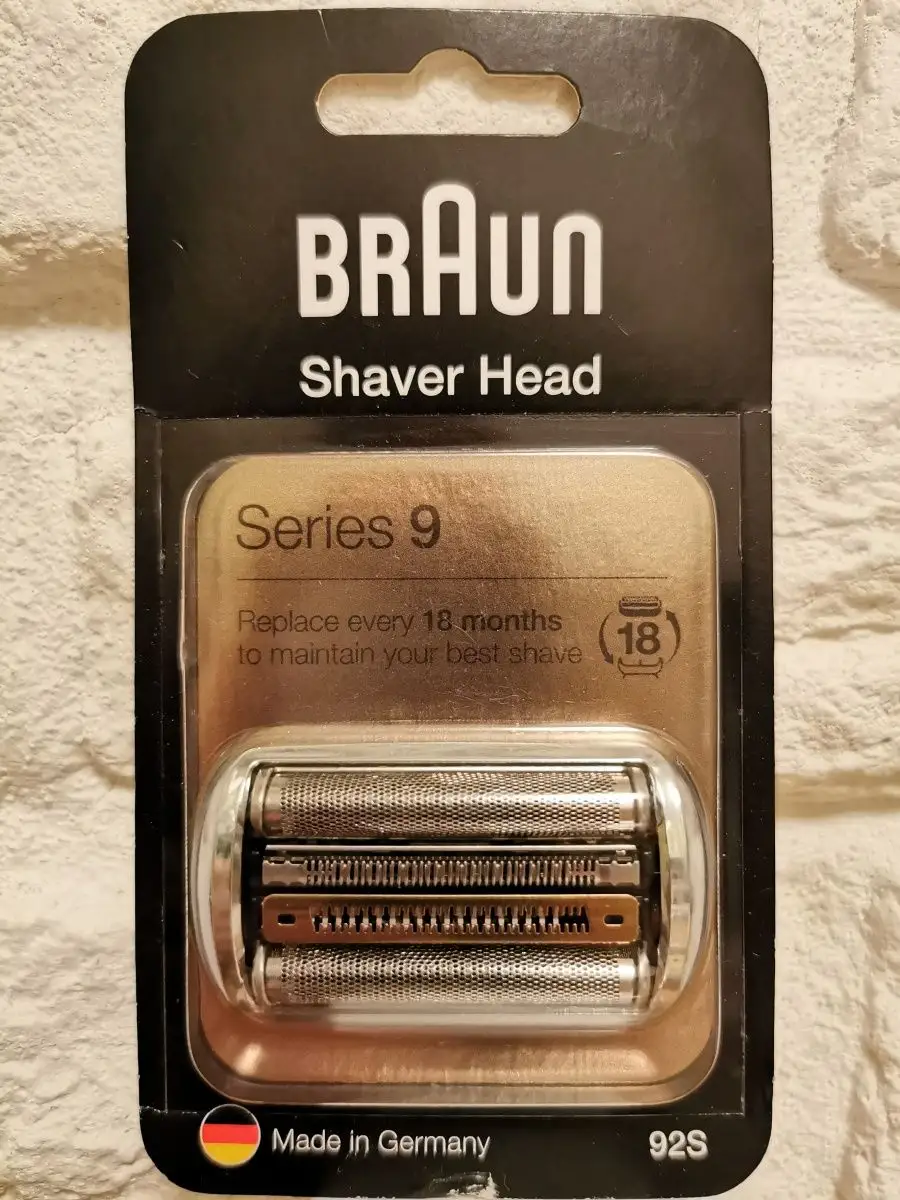 BRAUN
Shaver Head
Series 9
Replace every 18 months
to maintain your best shave
18
Made in Germany
92S